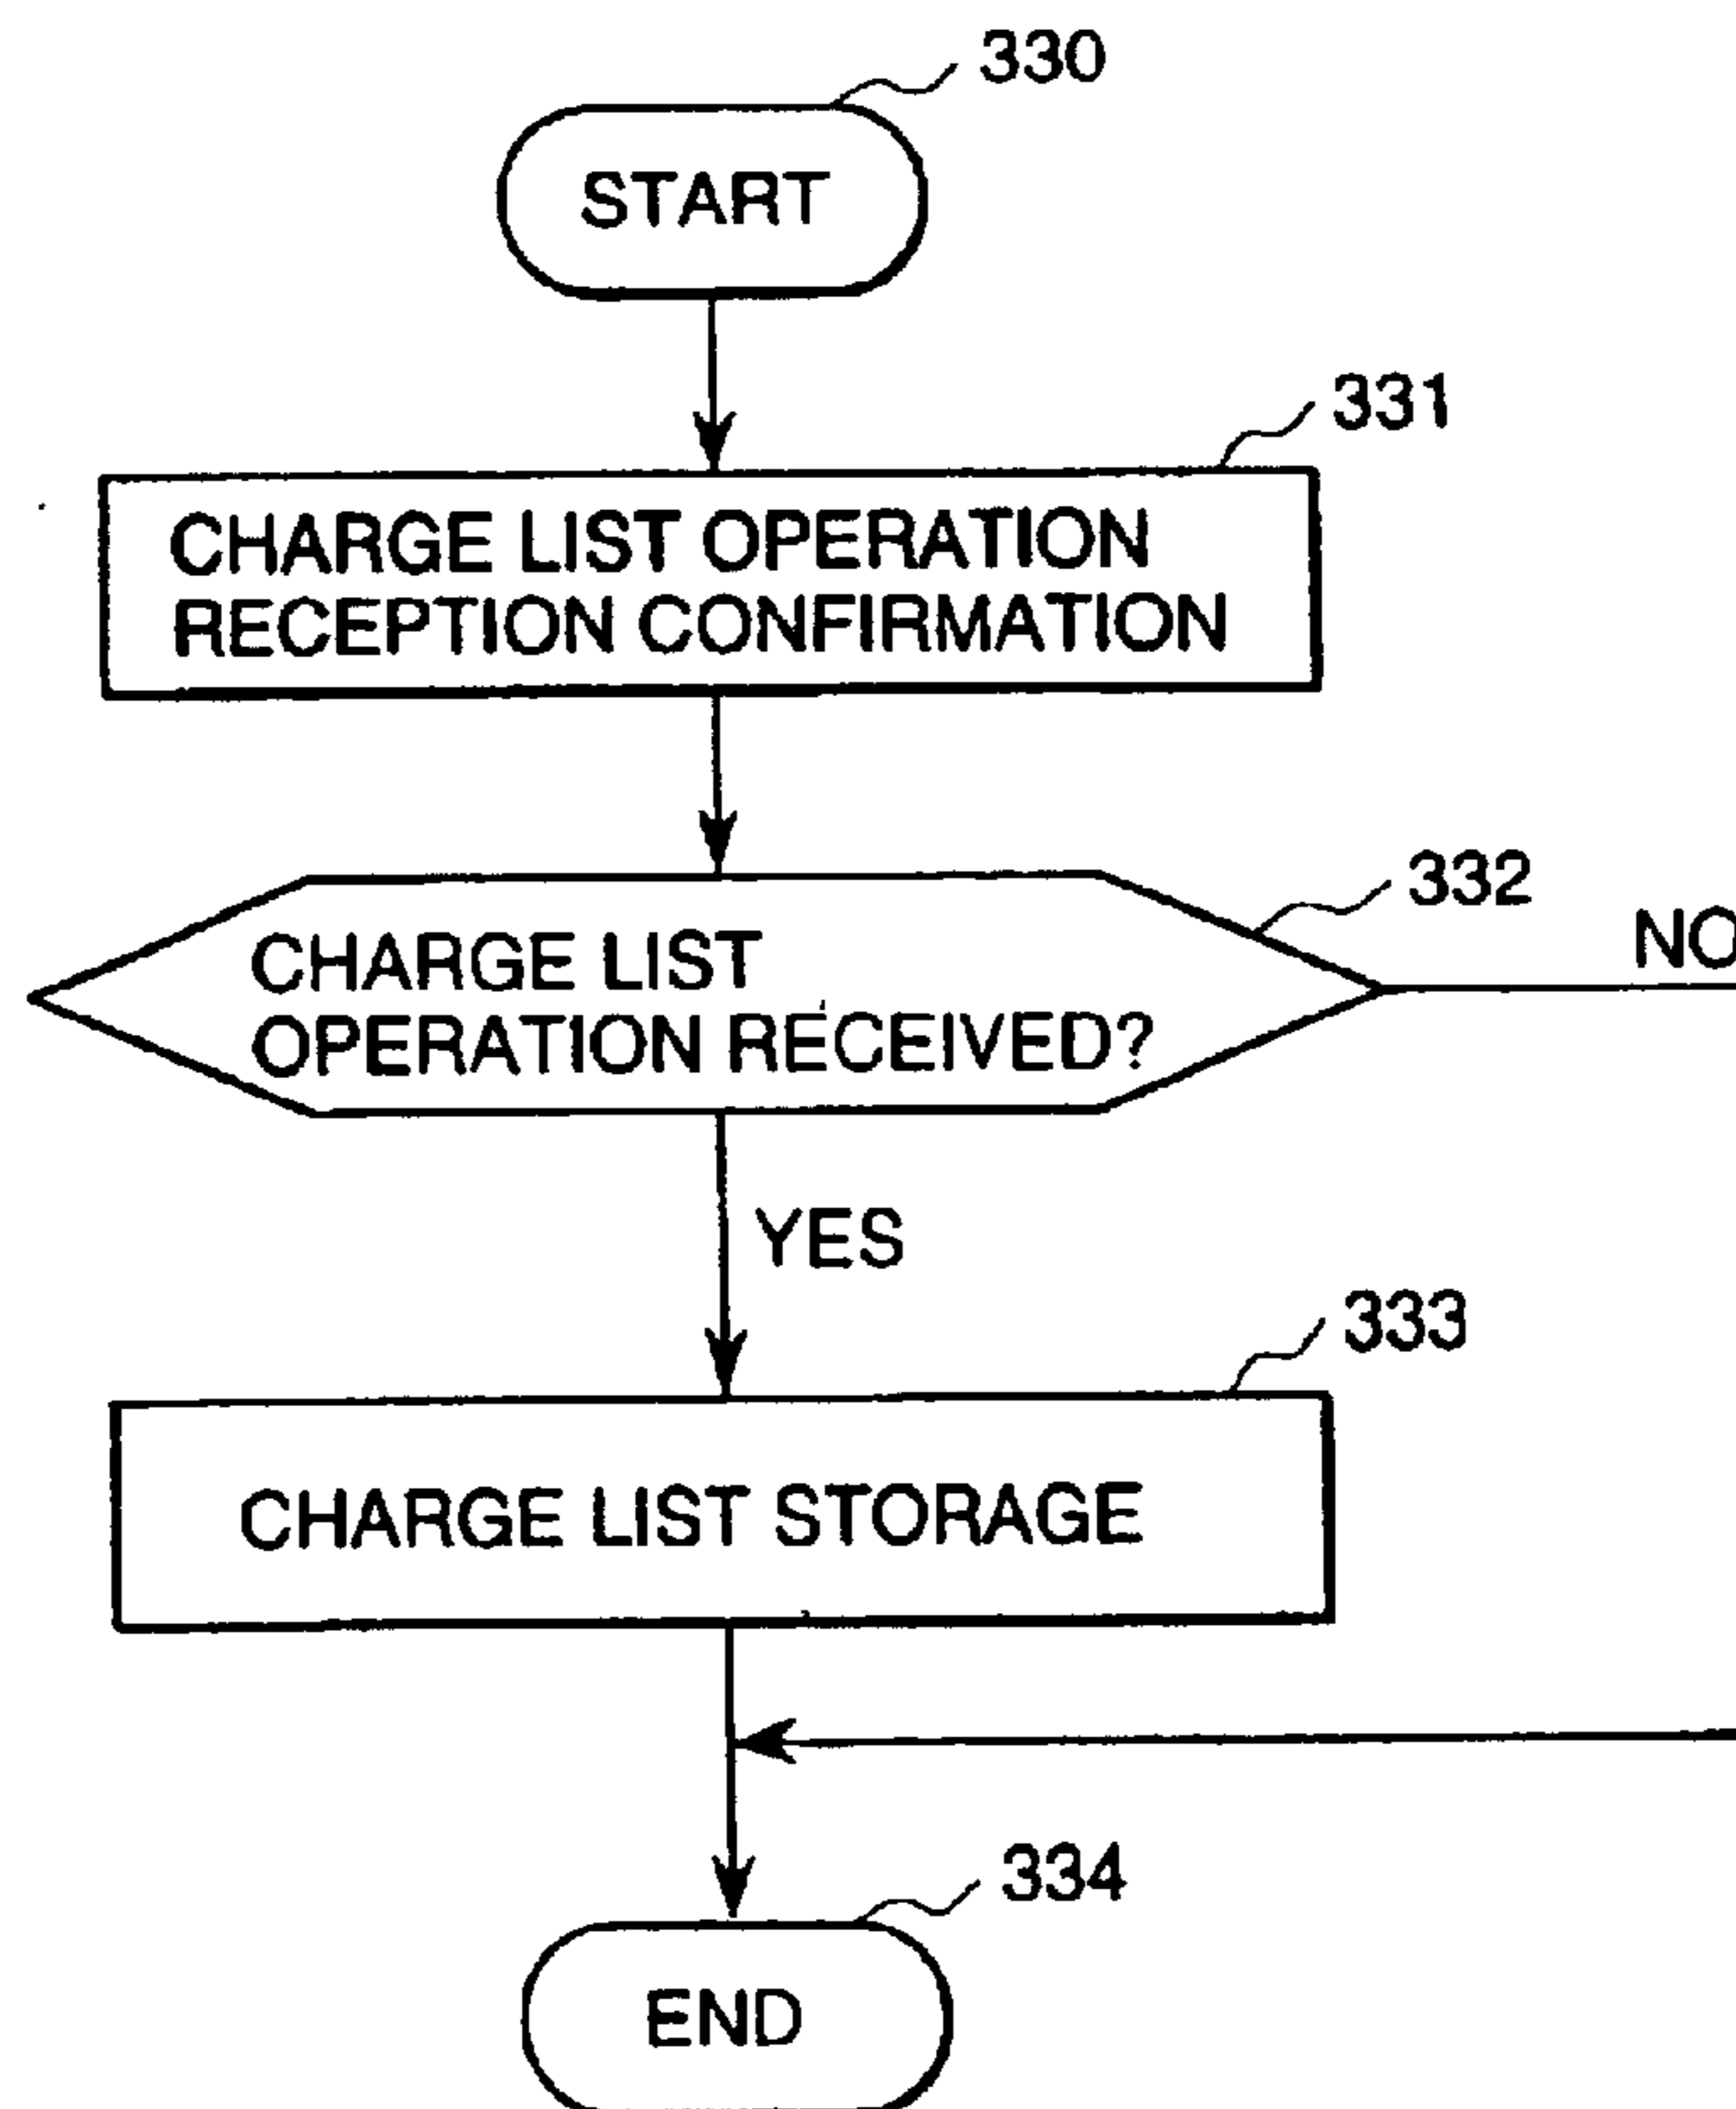 330
START
331
CHARGE LIST OPERATION
RECEPTION CONFIRMATION
332
NO
CHARGE LIST
OPERATION RECEIVED?
YES
333
CHARGE LIST STORAGE
334
END